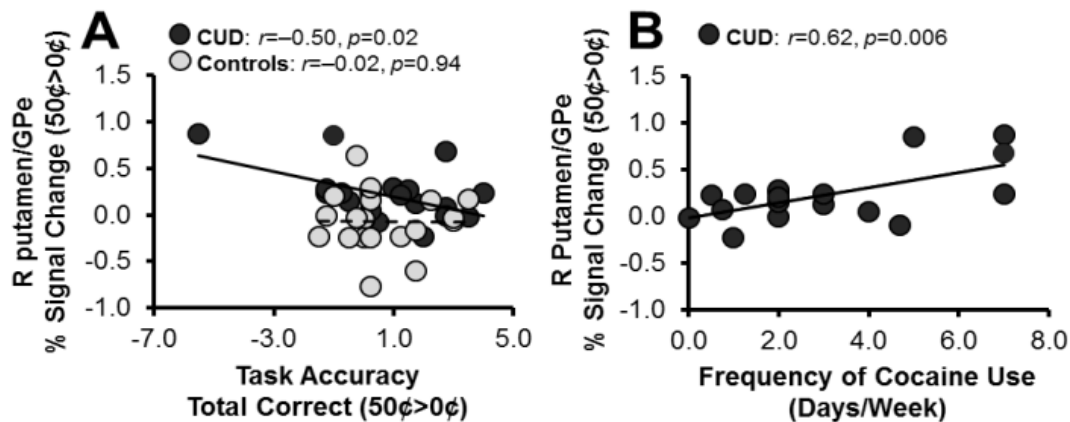 A
CUD: r=–0.50, p=0.02
Controls: r=–0.02, p=0.94
R putamen/GPe
% Signal Change (50¢>0¢)
1.5
1.0
0.5
0.0
-0.5
-1.0
-7.0 -3.0 1.0 5.0
Task Accuracy
Total Correct (50¢>0¢)
B
CUD: r=0.62, p=0.006
R Putamen/GPe
% Signal Change (50¢>0¢)
1.5
1.0
0.5
0.0
-0.5
-1.0
0.0 2.0 4.0 6.0 8.0
Frequency of Cocaine Use
(Days/Week)